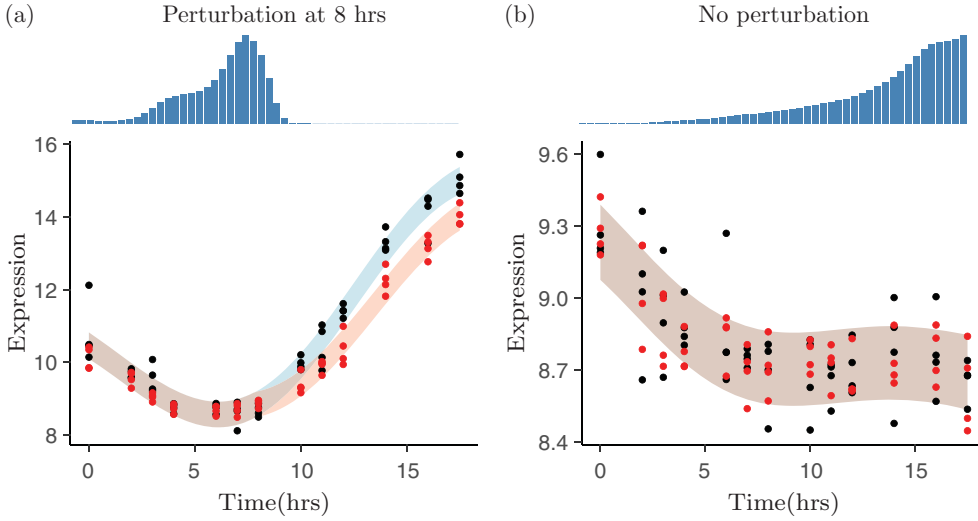 (a)
Perturbation at 8 hrs
16
14
12
10
8
Expression
0
5
10
15
Time(hrs)
(b)
No perturbation
9.6
9.3
9.0
8.7
8.4
Expression
0
5
10
15
Time(hrs)